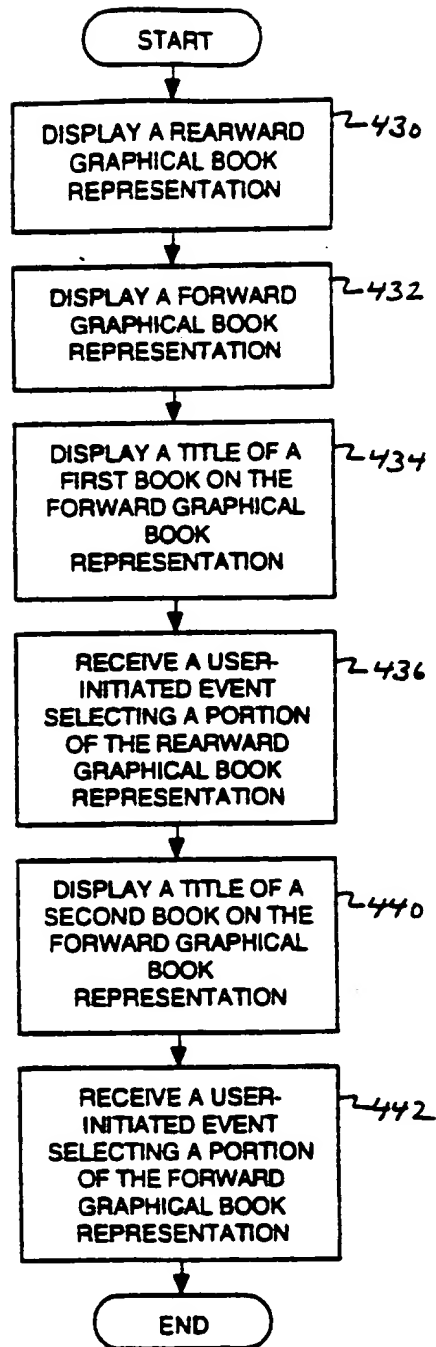 START
DISPLAY A REARWARD
GRAPHICAL BOOK
REPRESENTATION
430
DISPLAY A FORWARD
GRAPHICAL BOOK
REPRESENTATION
432
DISPLAY A TITLE OF A
FIRST BOOK ON THE
FORWARD GRAPHICAL
BOOK
REPRESENTATION
434
RECEIVE A USER-
INITIATED EVENT
SELECTING A PORTION
OF THE REARWARD
GRAPHICAL BOOK
REPRESENTATION
436
DISPLAY A TITLE OF A
SECOND BOOK ON THE
FORWARD GRAPHICAL
BOOK
REPRESENTATION
440
RECEIVE A USER-
INITIATED EVENT
SELECTING A PORTION
OF THE FORWARD
GRAPHICAL BOOK
REPRESENTATION
442
END